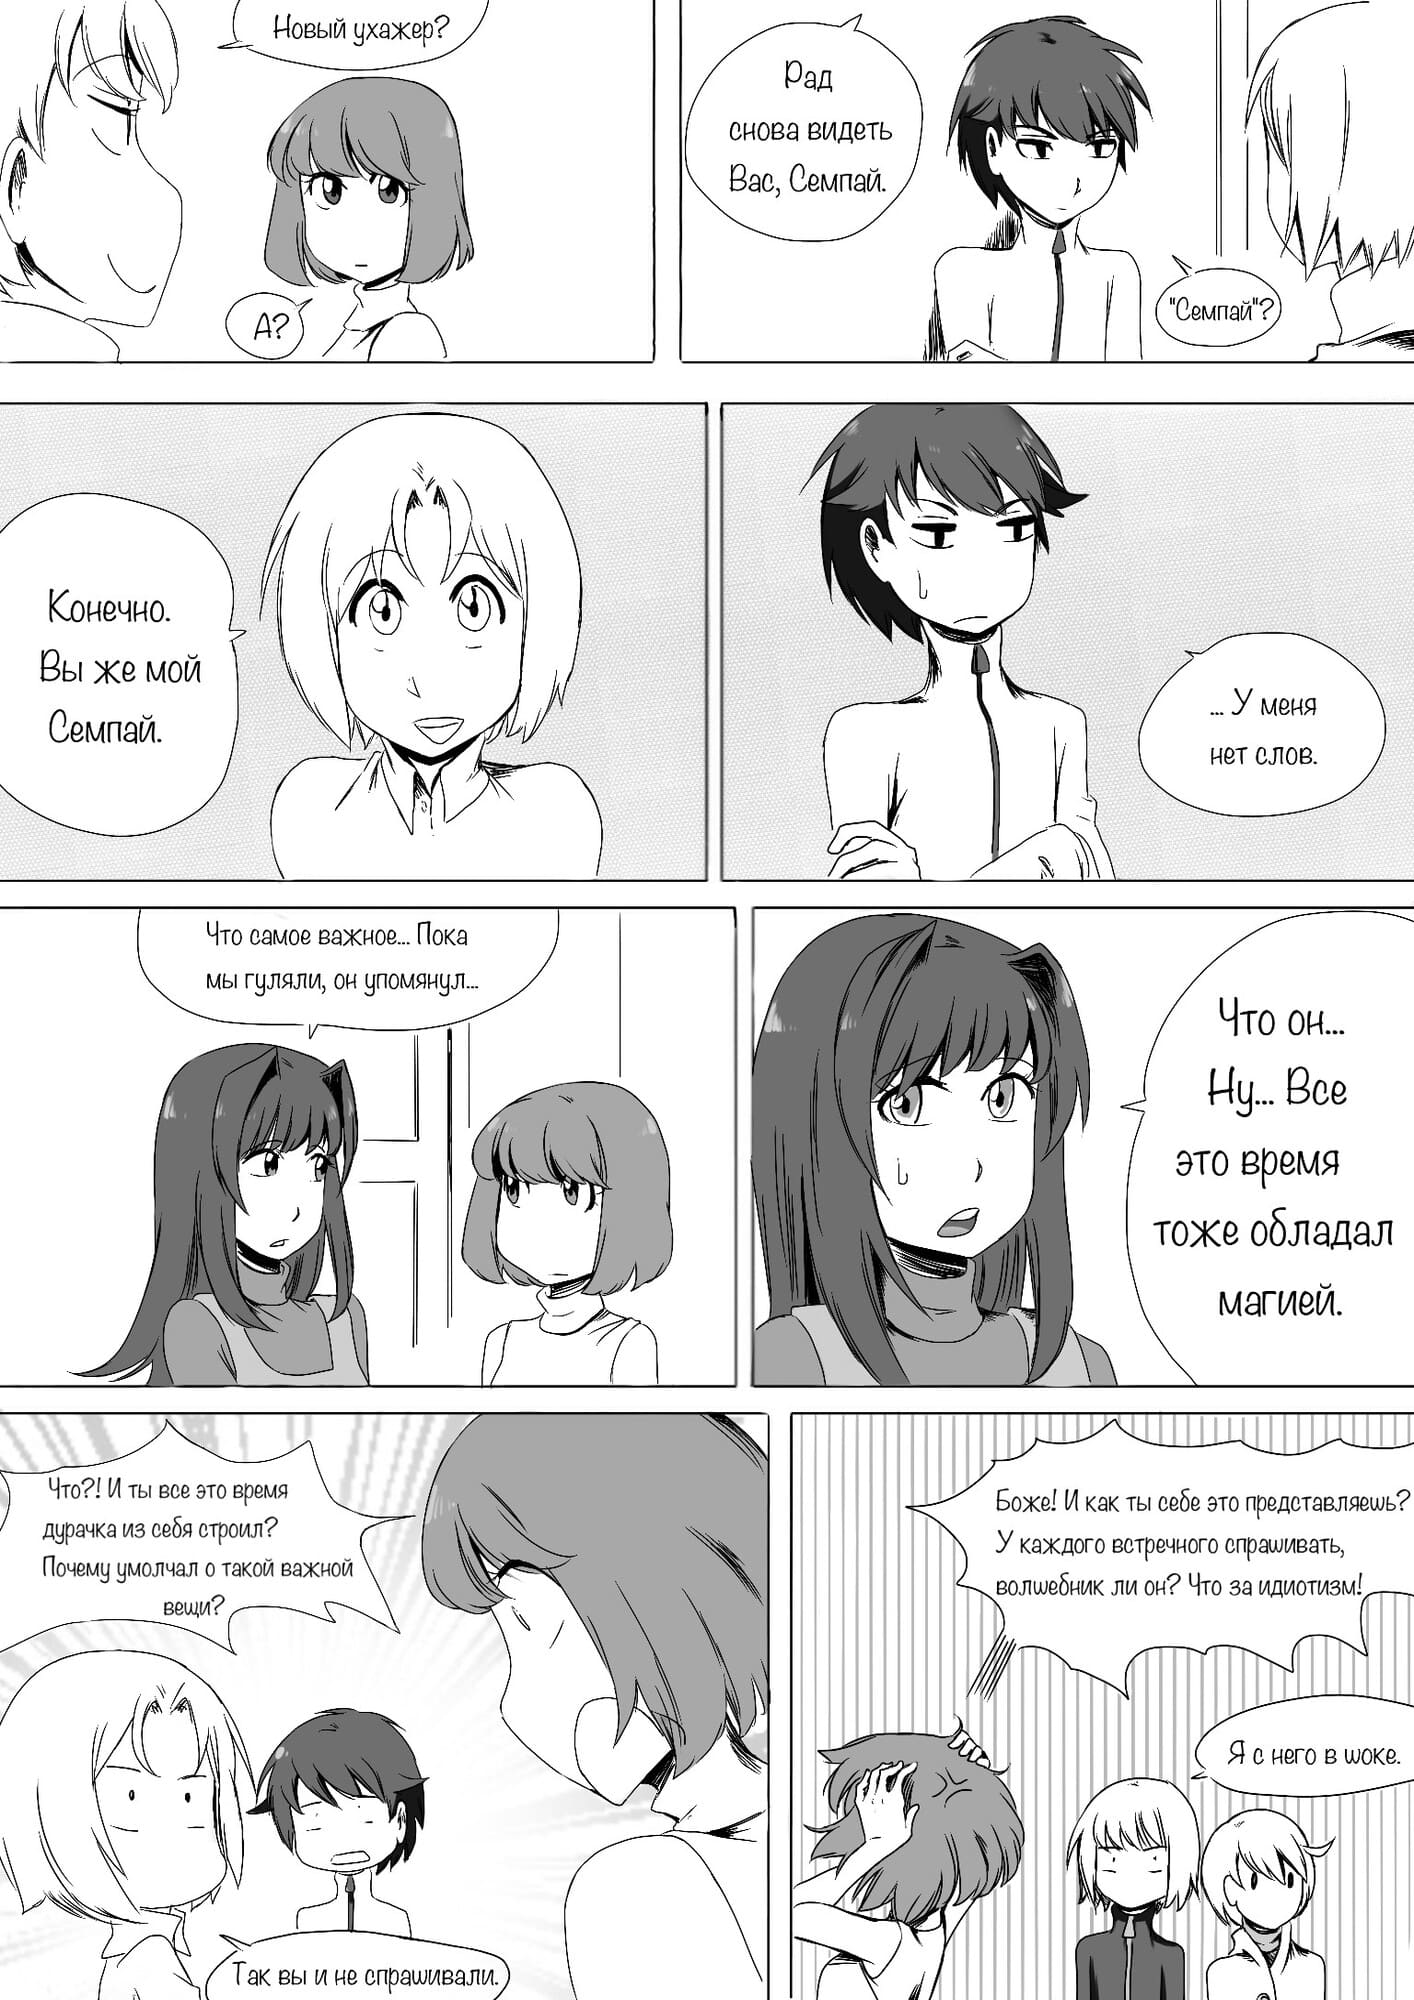 Новый ухажер?
А?
Рад
снова видеть
Вас, Семпай.
"Семпай"?
Конечно.
Вы же мой
Семпай.
... У меня
нет слов.
Что самое важное... Пока
мы гуляли, он упомянул...
Что он...
Ну... Все
это время
тоже обладал
магией.
Что?! И ты все это время
дурачка из себя строил?
Почему умолчал о такой важной
вещи?
Так вы и не спрашивали.
Боже! И как ты себе это представляешь?
У каждого встречного спрашивать,
волшебник ли он? Что за идиотизм!
Я с него в шоке.